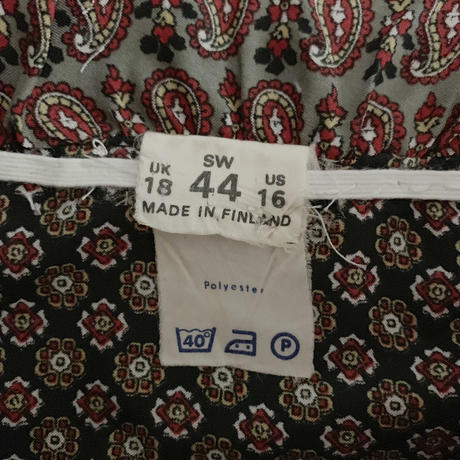 UK SW US
18 44 16
MADE IN FINLAND
Polyester
40° P